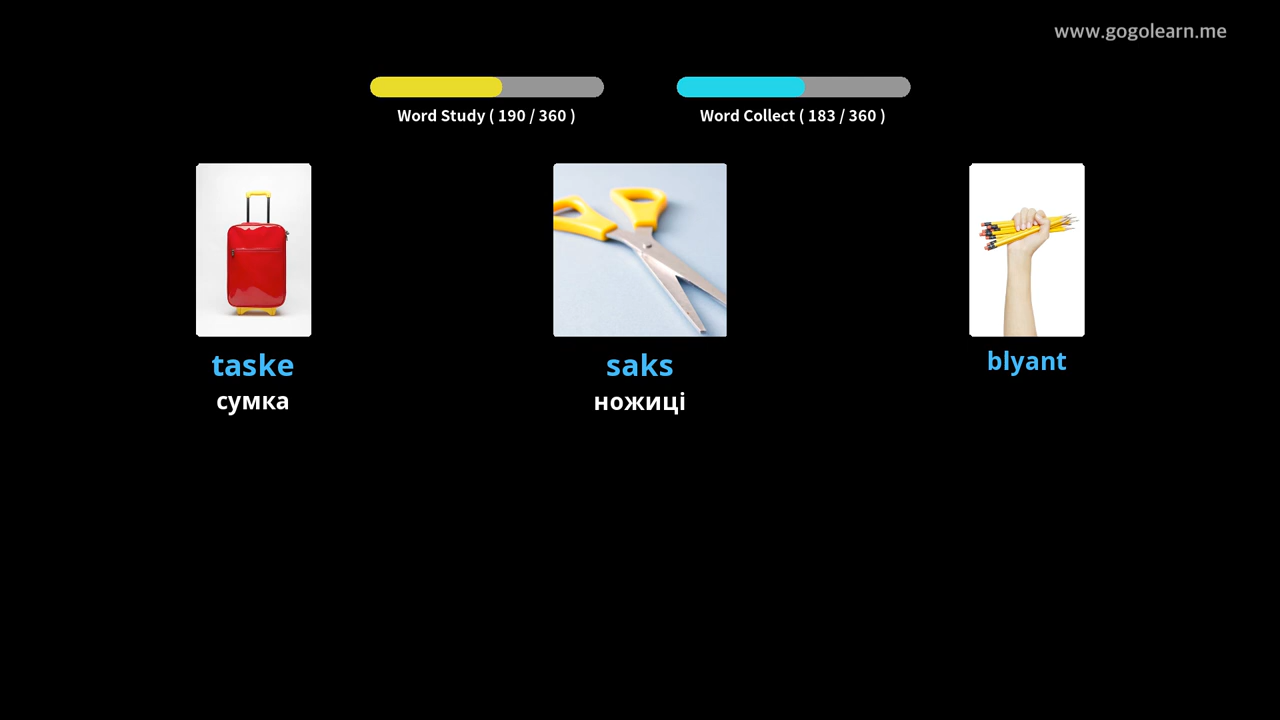 www.gogolearn.me
Word Study ( 190 / 360 )
Word Collect ( 183 / 360 )
taske
сумка
saks
ножиці
blyant